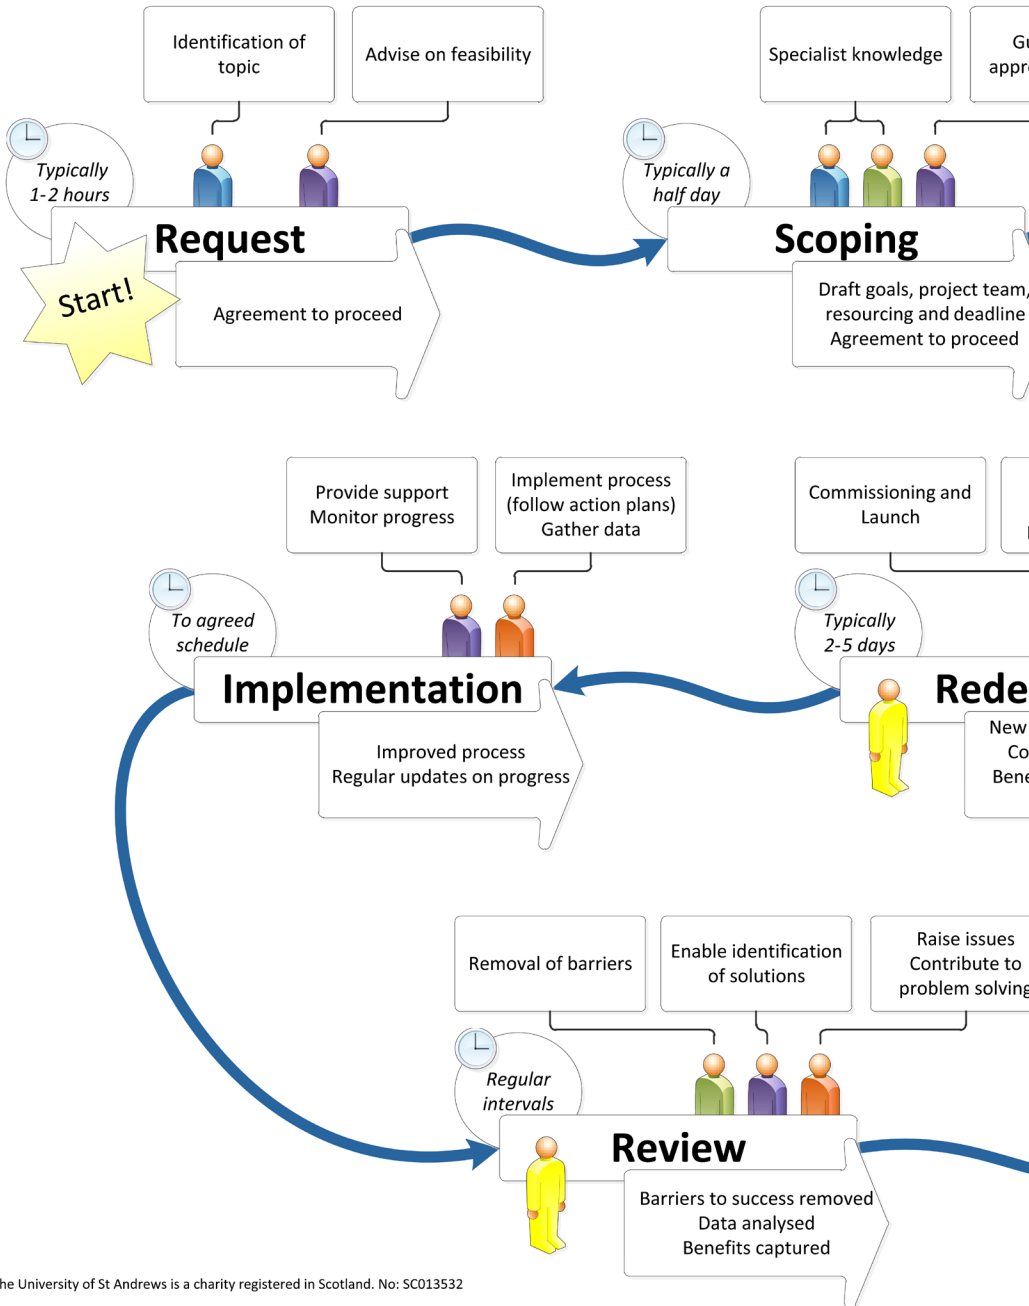 Identification of
topic
Advise on feasibility
Specialist knowledge
Typically
1-2 hours
Typically a
half day
Request
Scoping
Start!
Agreement to proceed
Draft goals, project team,
resourcing and deadline
Agreement to proceed
Provide support
Monitor progress
Implement process
(follow action plans)
Gather data
Commissioning and
Launch
To agreed
schedule
Typically
2-5 days
Implementation
Improved process
Regular updates on progress
New
Removal of barriers
Enable identification
of solutions
Raise issues
Contribute to
problem solving
Regular
intervals
Review
Barriers to success removed
Data analysed
Benefits captured
University of St Andrews is a charity registered in Scotland. No: SC013532